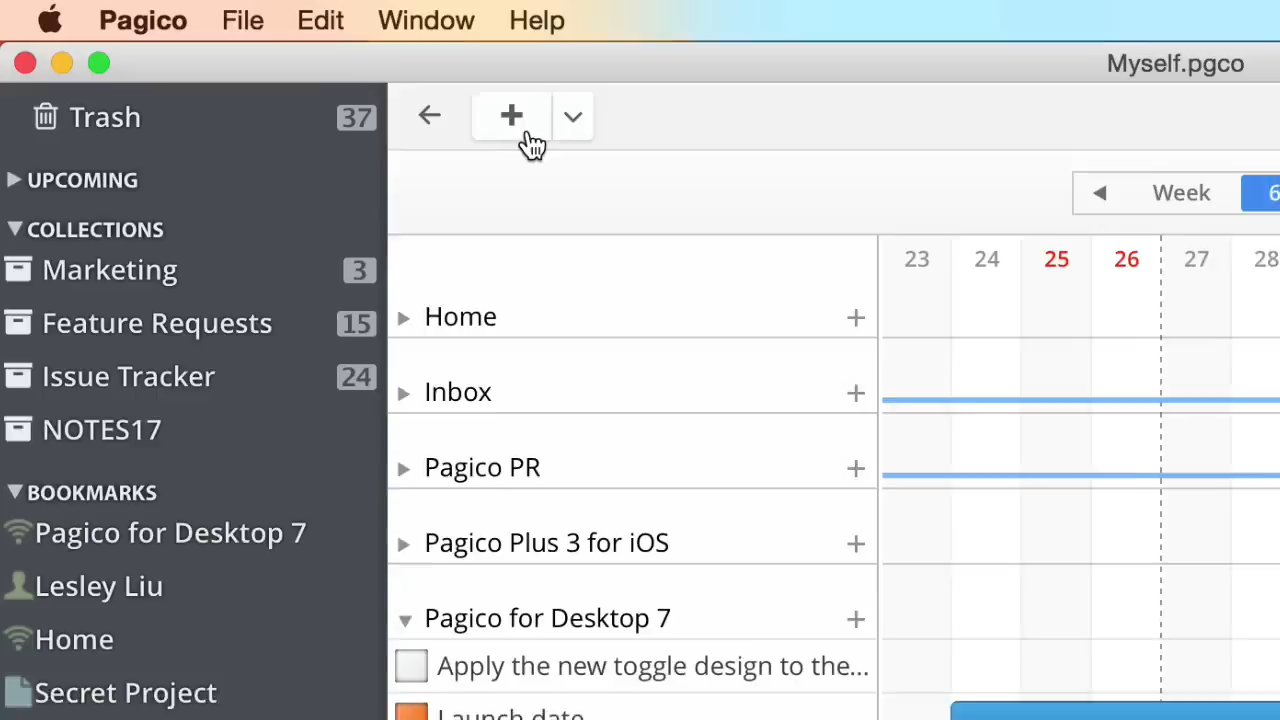 Pagico File Edit Window Help
Myself.pgco
Trash 37
UPCOMING
COLLECTIONS
Marketing 3
Feature Requests 15
Issue Tracker 24
NOTES17
BOOKMARKS
Pagico for Desktop 7
Lesley Liu
Home
Secret Project
Week 6
23 24 25 26 27 28
Home
Inbox
Pagico PR
Pagico Plus 3 for iOS
Pagico for Desktop 7
Apply the new toggle design to the...
Launch date